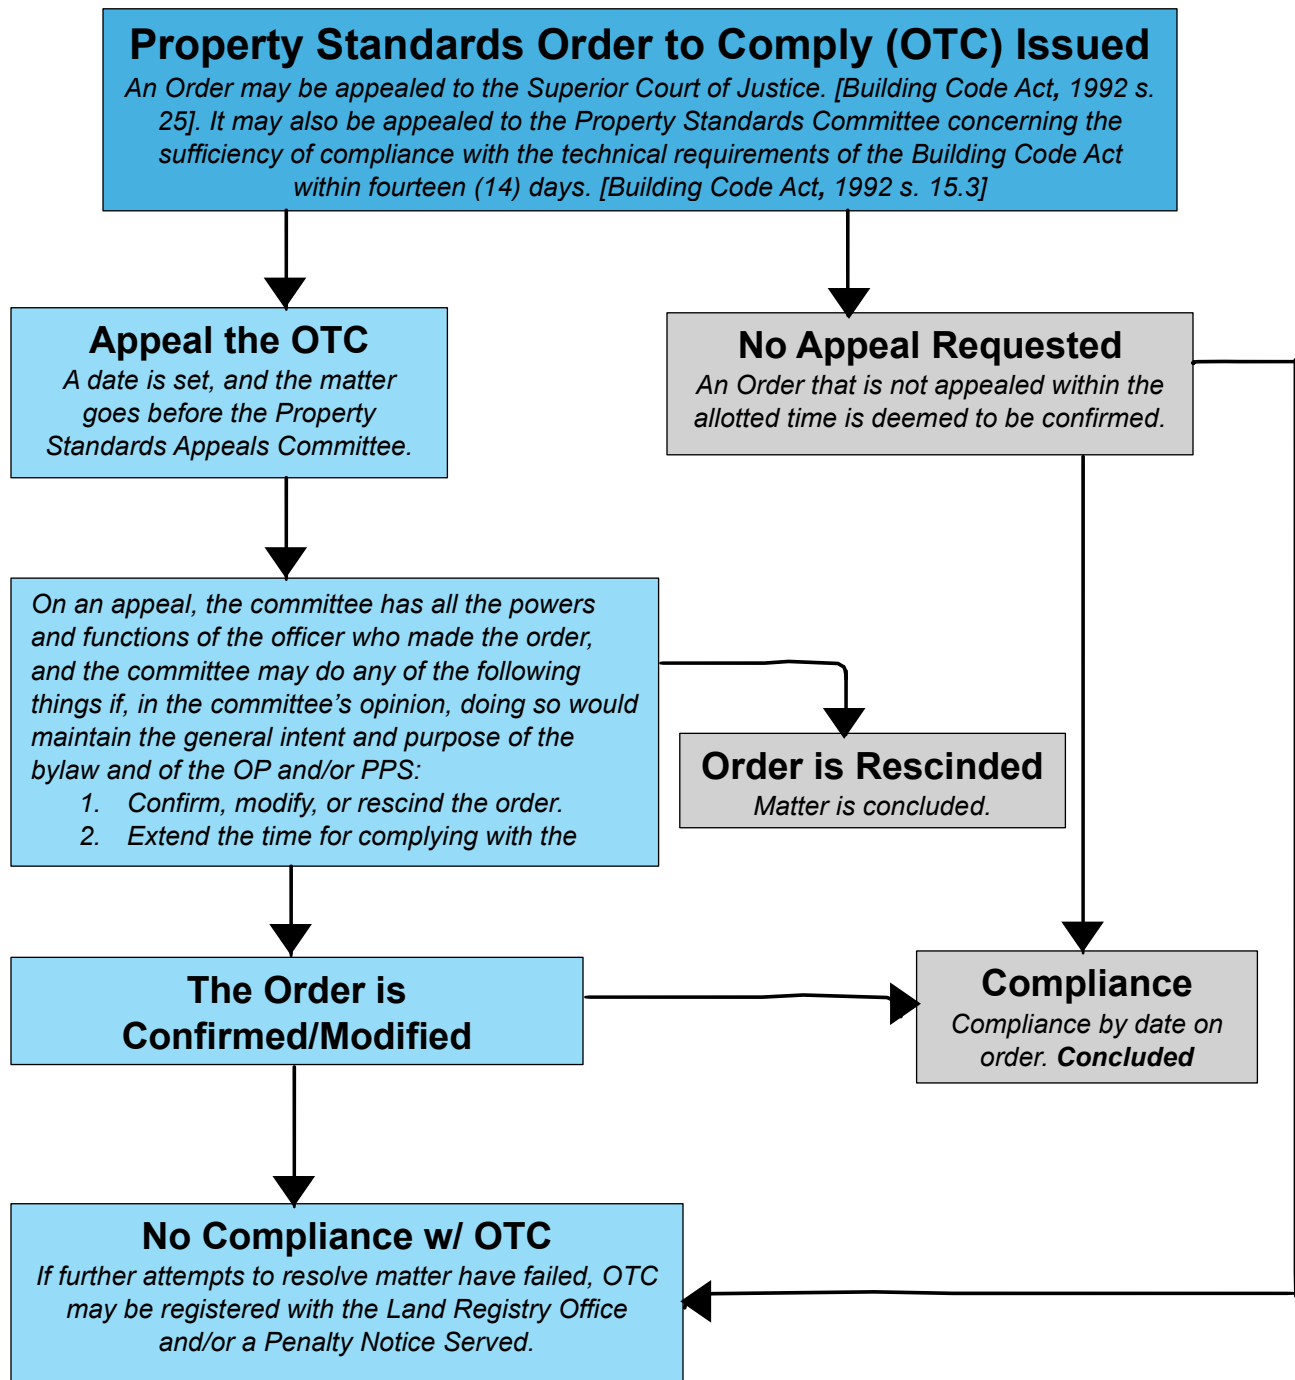 Property Standards Order to Comply (OTC) Issued
An Order may be appealed to the Superior Court of Justice. [Building Code Act, 1992 s.
25]. It may also be appealed to the Property Standards Committee concerning the
sufficiency of compliance with the technical requirements of the Building Code Act
within fourteen (14) days. [Building Code Act, 1992 s. 15.3]
Appeal the OTC
A date is set, and the matter
goes before the Property
Standards Appeals Committee.
No Appeal Requested
An Order that is not appealed within the
allotted time is deemed to be confirmed.
On an appeal, the committee has all the powers
and functions of the officer who made the order,
and the committee may do any of the following
things if, in the committee’s opinion, doing so would
maintain the general intent and purpose of the
bylaw and of the OP and/or PPS:
1. Confirm, modify, or rescind the order.
2. Extend the time for complying with the
Order is Rescinded
Matter is concluded.
The Order is
Confirmed/Modified
Compliance
Compliance by date on
order. Concluded
No Compliance w/ OTC
If further attempts to resolve matter have failed, OTC
may be registered with the Land Registry Office
and/or a Penalty Notice Served.